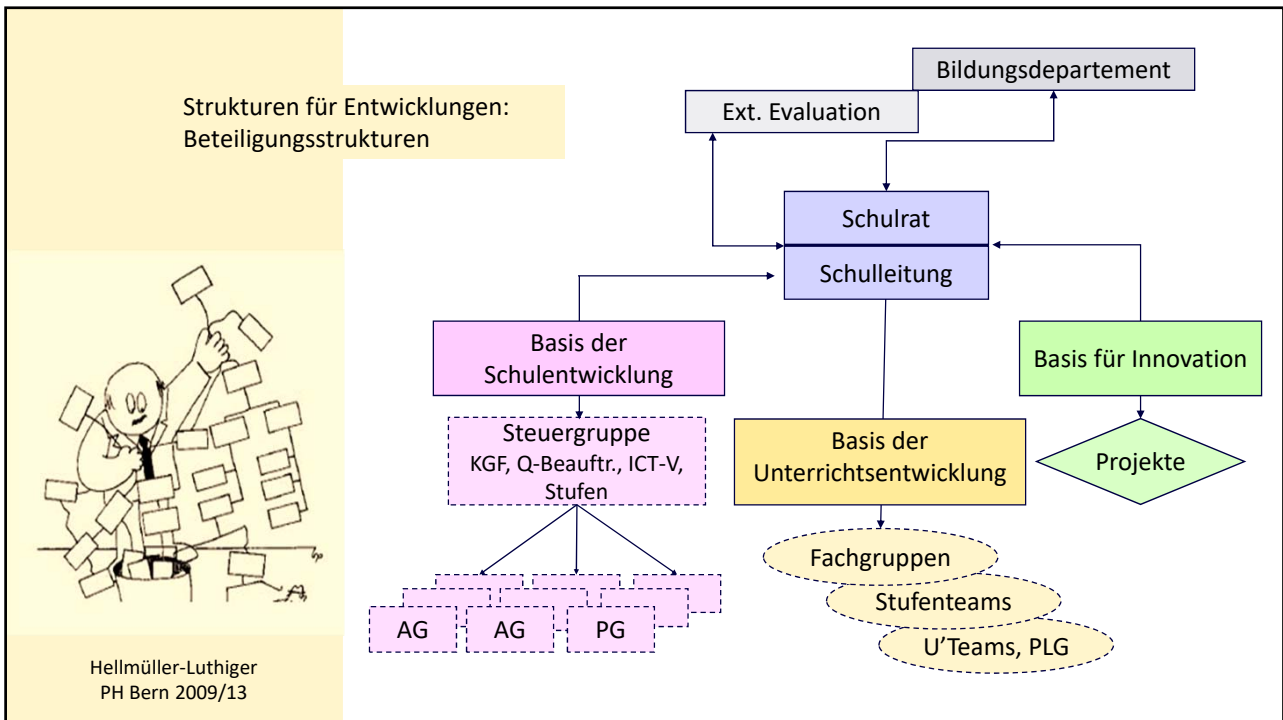 Strukturen für Entwicklungen:
Beteiligungsstrukturen
Bildungsdepartement
Ext. Evaluation
Schulrat
Schulleitung
Basis der
Schulentwicklung
Basis für Innovation
Steuergruppe
KGF, Q-Beauftr., ICT-V,
Stufen
Basis der
Unterrichtsentwicklung
Projekte
Fachgruppen
Stufenteams
U’Teams, PLG
AG
AG
PG
Hellmüller-Luthiger
PH Bern 2009/13